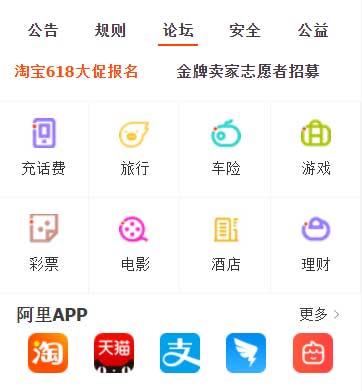 公告 规则 论坛 安全 公益
淘宝618大促报名 金牌卖家志愿者招募
充话费 旅行 车险 游戏
彩票 电影 酒店 理财
阿里APP 更多
淘 天猫 支